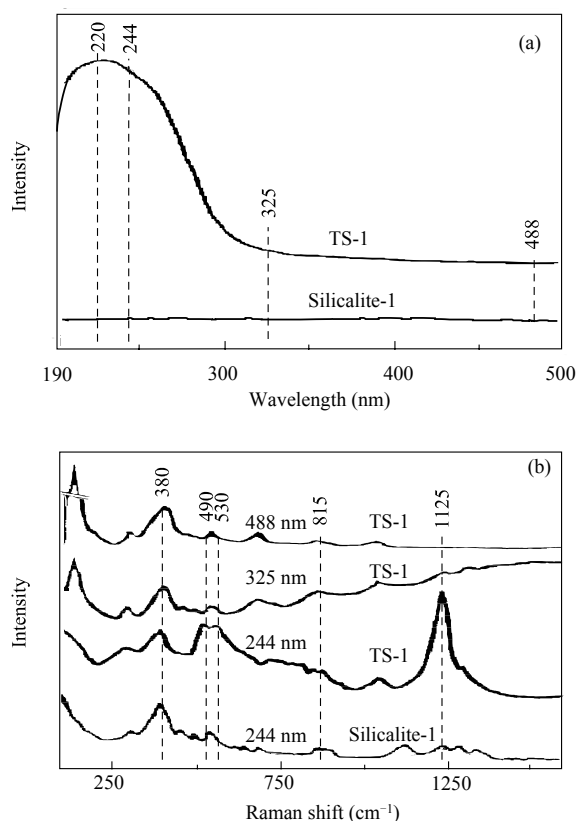 (a)
220
244
325
488
Intensity
TS-1
Silicalite-1
190
300
400
500
Wavelength (nm)
(b)
380
490
530
815
1125
488 nm
TS-1
325 nm
TS-1
244 nm
TS-1
244 nm
Silicalite-1
Intensity
250
750
1250
Raman shift (cm⁻¹)